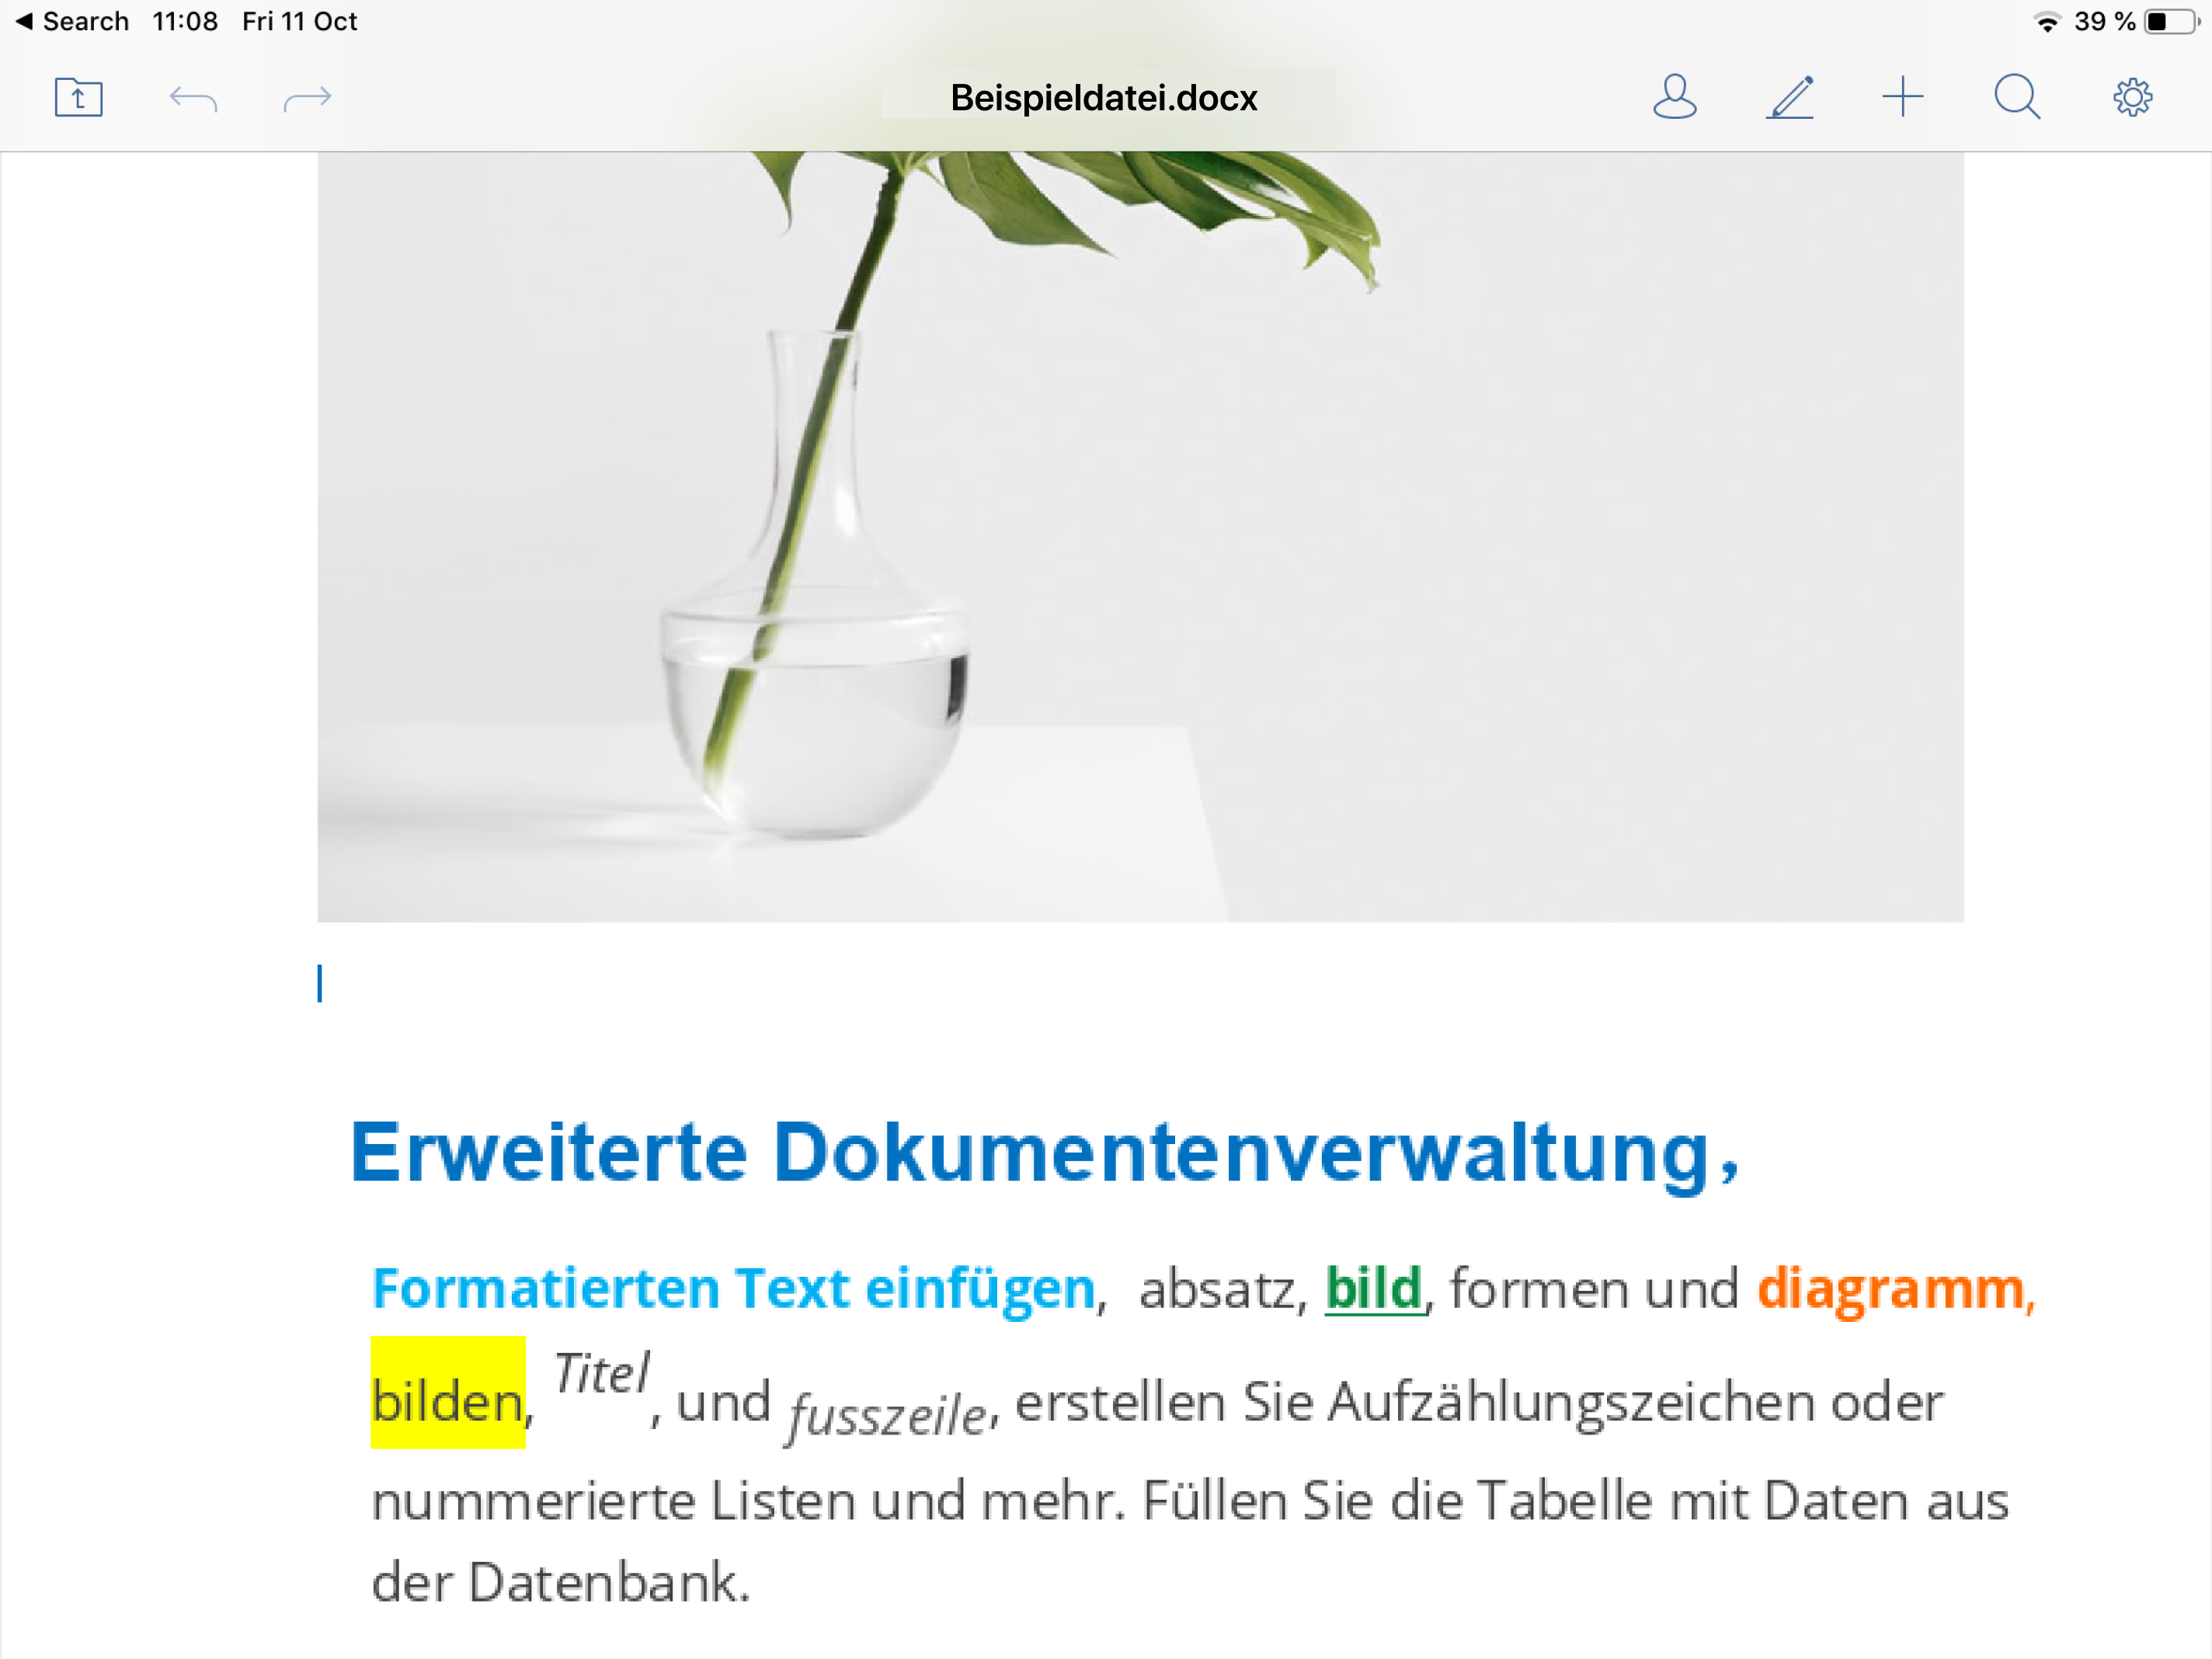 ◀ Search 11:08 Fri 11 Oct 39 %
Beispieldatei.docx
Erweiterte Dokumentenverwaltung,
Formatierten Text einfügen, absatz, bild, formen und diagramm,
bilden, Titel, und fusszeile, erstellen Sie Aufzählungszeichen oder
nummerierte Listen und mehr. Füllen Sie die Tabelle mit Daten aus
der Datenbank.